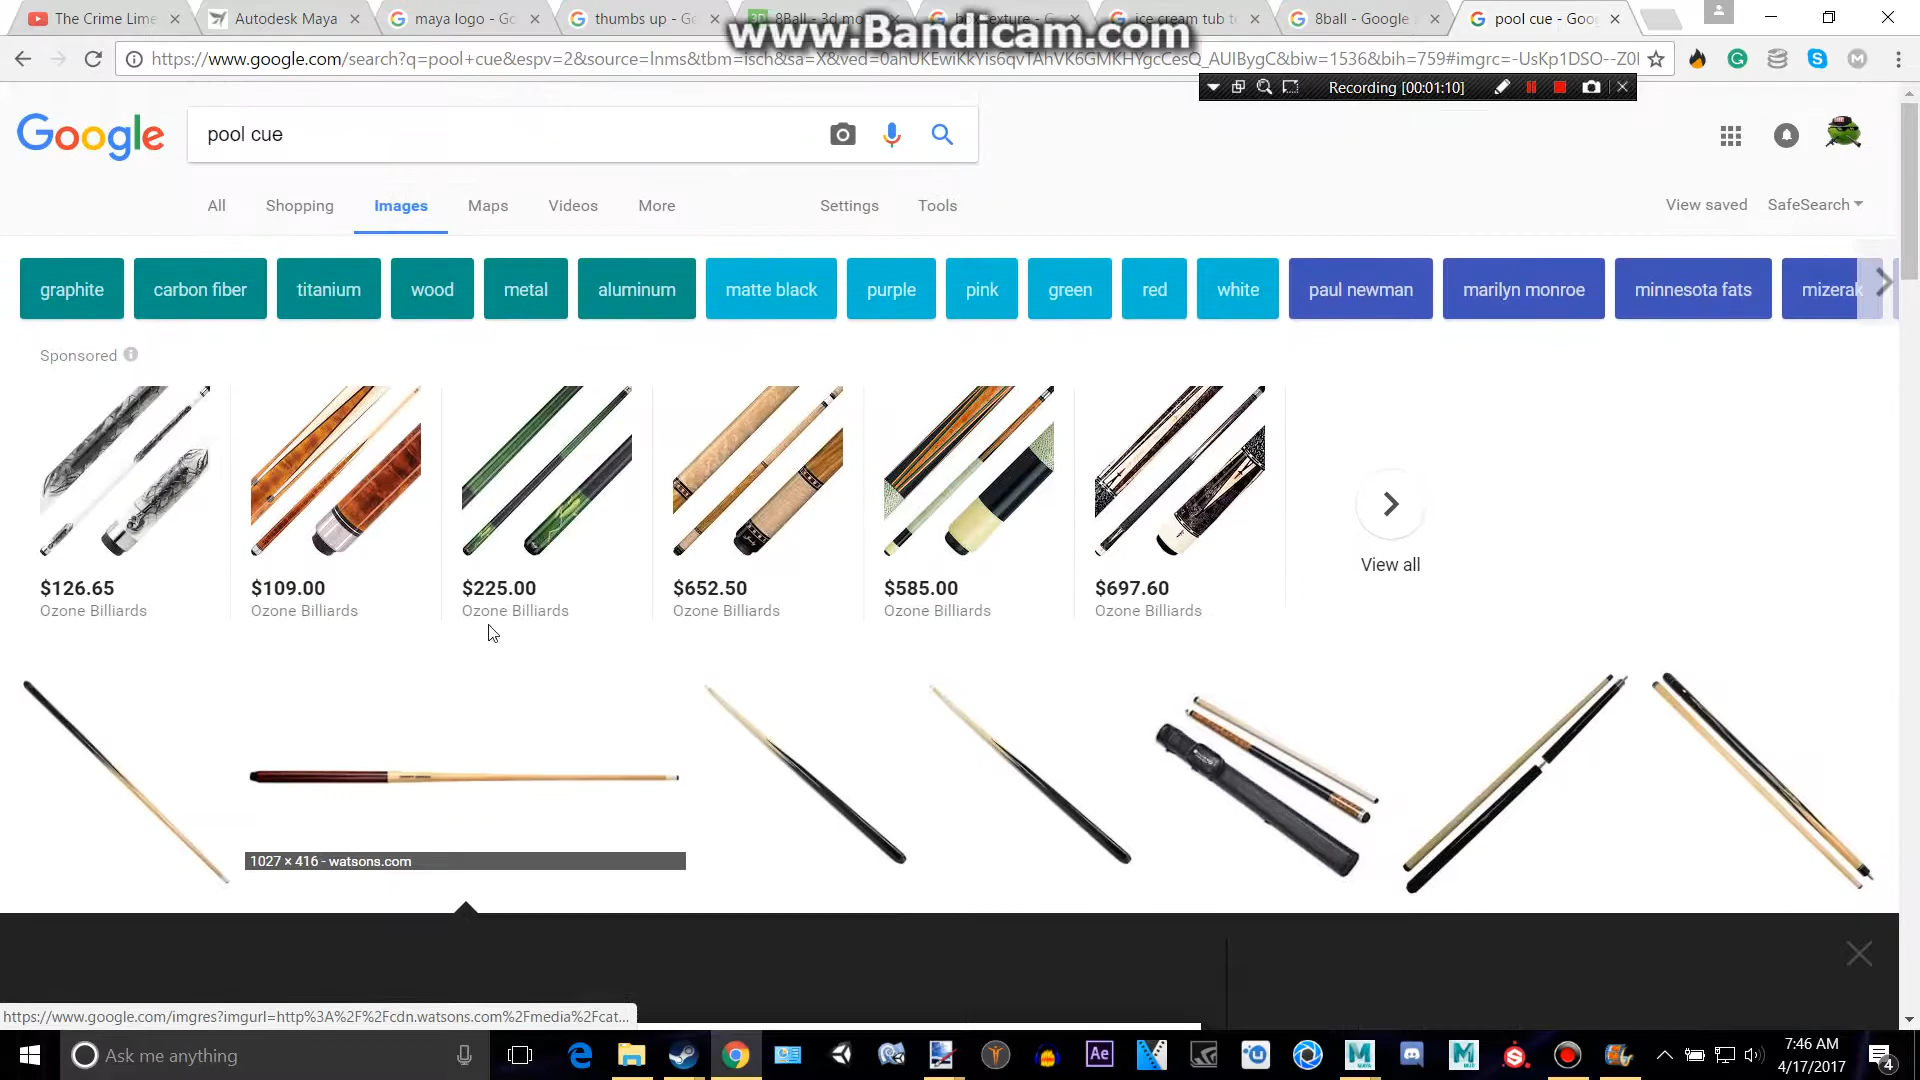 The Crime Lime
Autodesk Maya
maya logo - Go
thumbs up - Go
8Ball - 3d mo
ice cream tub te
8ball - Google
pool cue - Goog
www.Bandicam.com
https://www.google.com/search?q=pool+cue&espv=2&source=lnms&tbm=isch&sa=X&ved=0ahUKEwiKkYis6qvTAhVK6GMKHYgcCesQ_AUIBygC&biw=1536&bih=759#imgrc=-UsKp1DSO--Z0I
Recording [00:01:10]
Google
pool cue
All
Shopping
Images
Maps
Videos
More
Settings
Tools
View saved
SafeSearch
graphite
carbon fiber
titanium
wood
metal
aluminum
matte black
purple
pink
green
red
white
paul newman
marilyn monroe
minnesota fats
mizerak
Sponsored
$126.65
Ozone Billiards
$109.00
Ozone Billiards
$225.00
Ozone Billiards
$652.50
Ozone Billiards
$585.00
Ozone Billiards
$697.60
Ozone Billiards
View all
1027 × 416 - watsons.com
https://www.google.com/imgres?imgurl=http%3A%2F%2Fcdn.watsons.com%2Fmedia%2Fcat...
Ask me anything
Ae
7:46 AM
4/17/2017
4